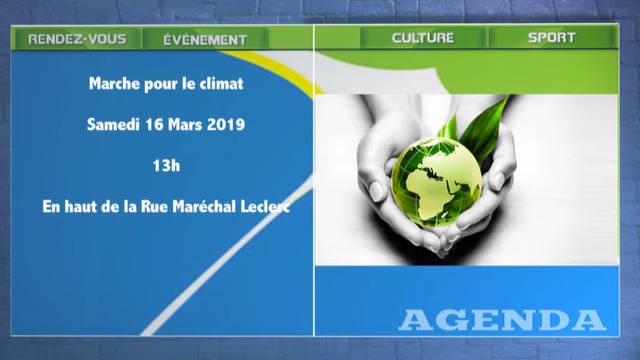 RENDEZ-VOUS
ÉVÉNEMENT
CULTURE
SPORT
Marche pour le climat
Samedi 16 Mars 2019
13h
En haut de la Rue Maréchal Leclerc
AGENDA